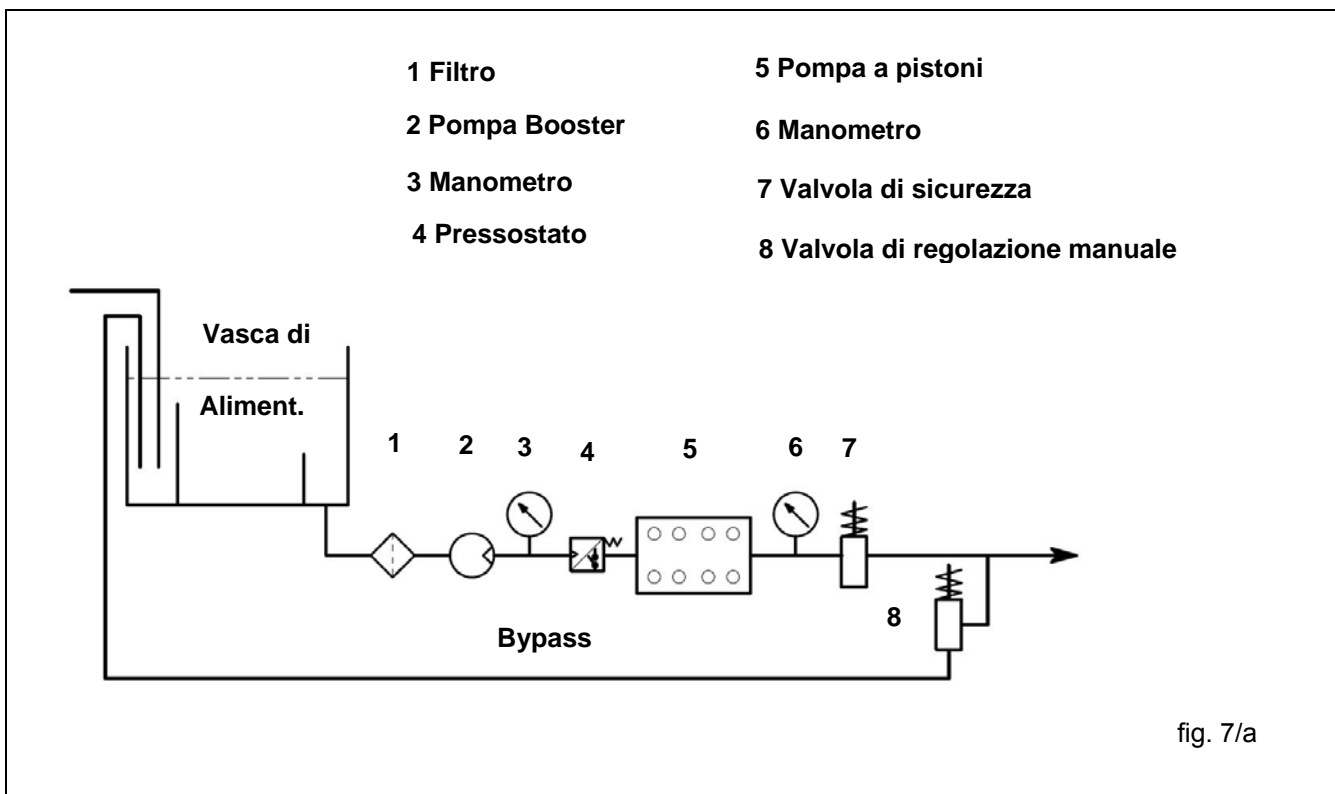 1 Filtro
2 Pompa Booster
3 Manometro
4 Pressostato
5 Pompa a pistoni
6 Manometro
7 Valvola di sicurezza
8 Valvola di regolazione manuale
Vasca di
Aliment.
1 2 3 4 5 6 7
8
Bypass
fig. 7/a